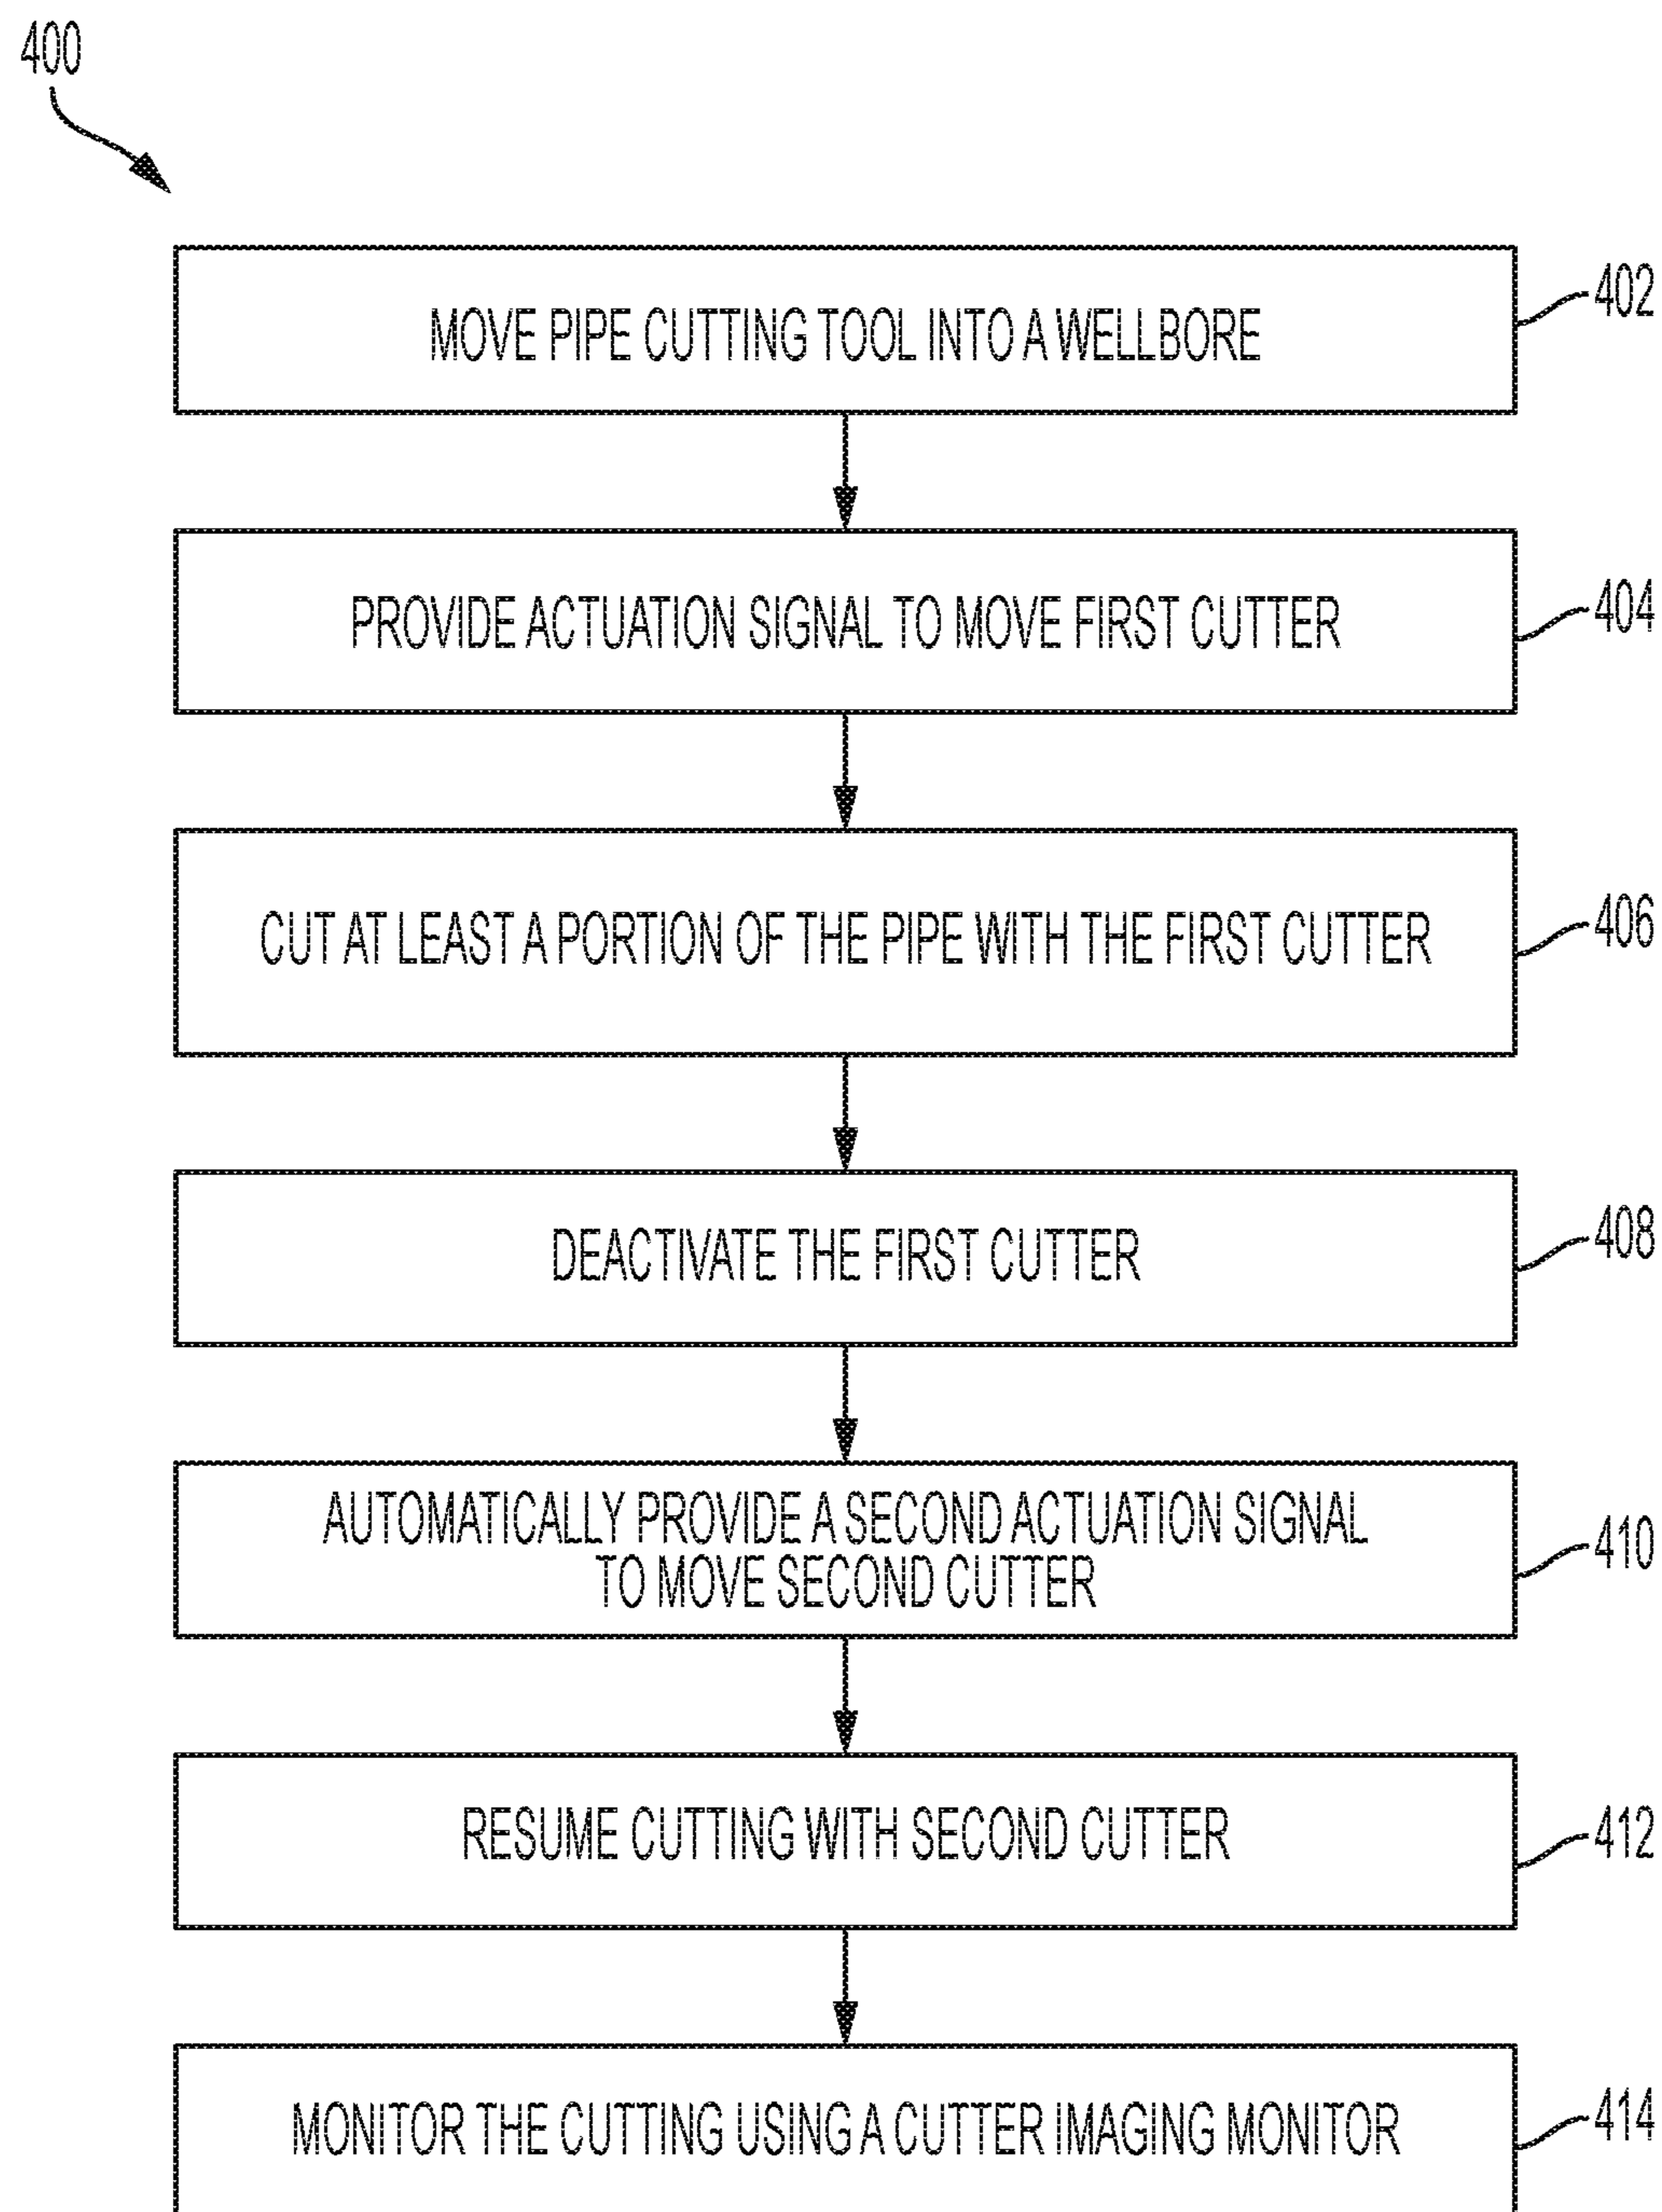 400
MOVE PIPE CUTTING TOOL INTO A WELLBORE
402
PROVIDE ACTUATION SIGNAL TO MOVE FIRST CUTTER
404
CUT AT LEAST A PORTION OF THE PIPE WITH THE FIRST CUTTER
406
DEACTIVATE THE FIRST CUTTER
408
AUTOMATICALLY PROVIDE A SECOND ACTUATION SIGNAL
TO MOVE SECOND CUTTER
410
RESUME CUTTING WITH SECOND CUTTER
412
MONITOR THE CUTTING USING A CUTTER IMAGING MONITOR
414